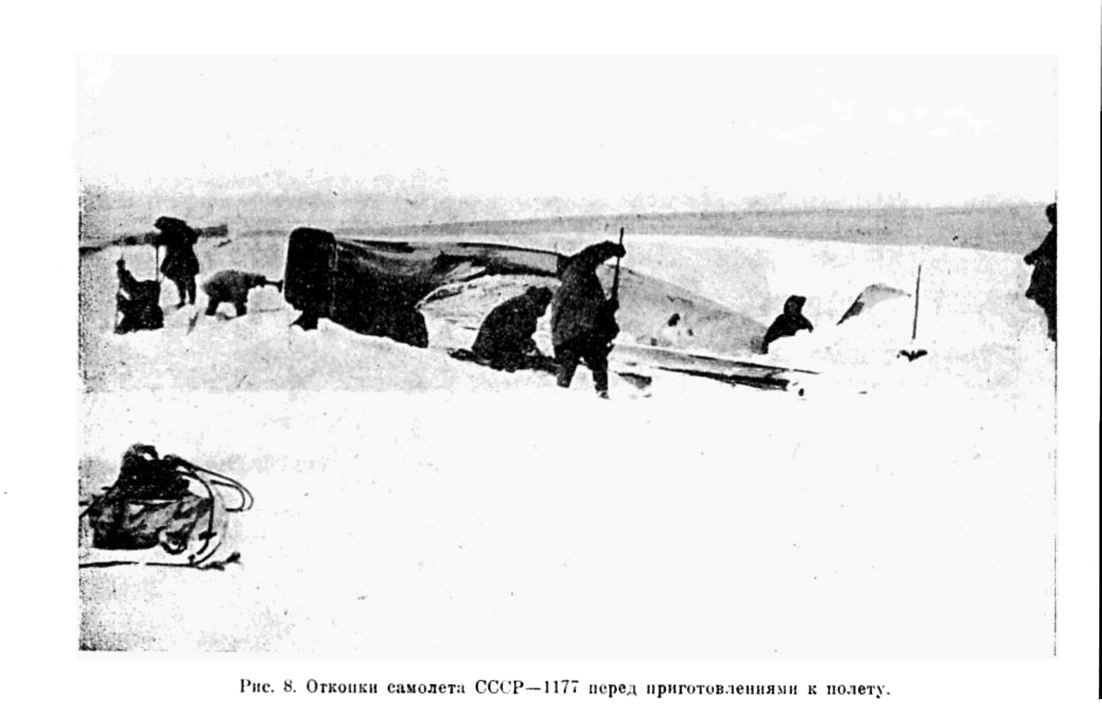 Рис. 8. Откопки самолета СССР—1177 перед приготовлениями к полету.